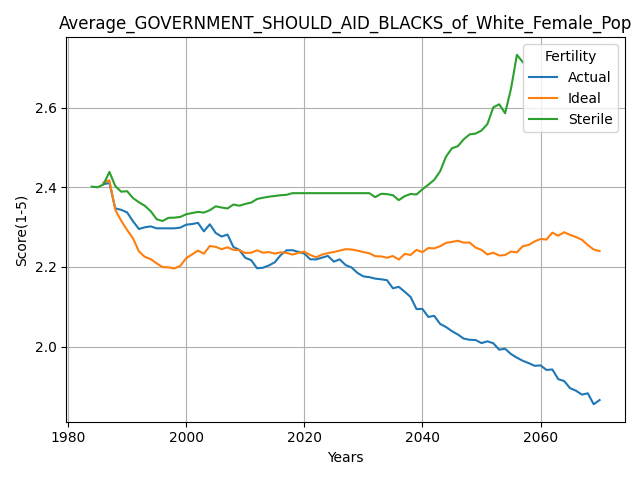 Average_GOVERNMENT_SHOULD_AID_BLACKS_of_White_Female_Pop
Fertility
Actual
Ideal
Sterile
Score(1-5)
2.6
2.4
2.2
2.0
1980
2000
2020
2040
2060
Years